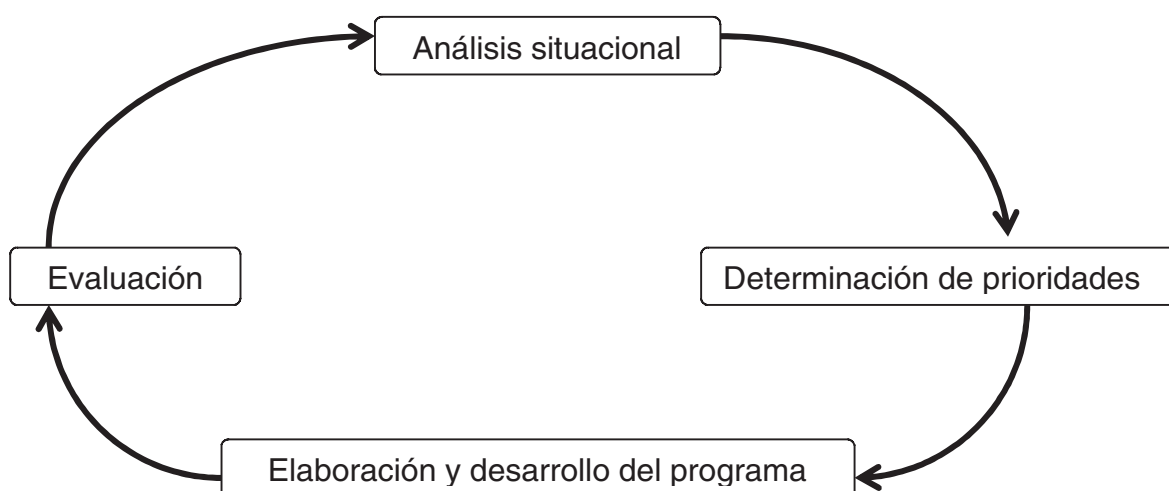 Análisis situacional
Evaluación
Determinación de prioridades
Elaboración y desarrollo del programa